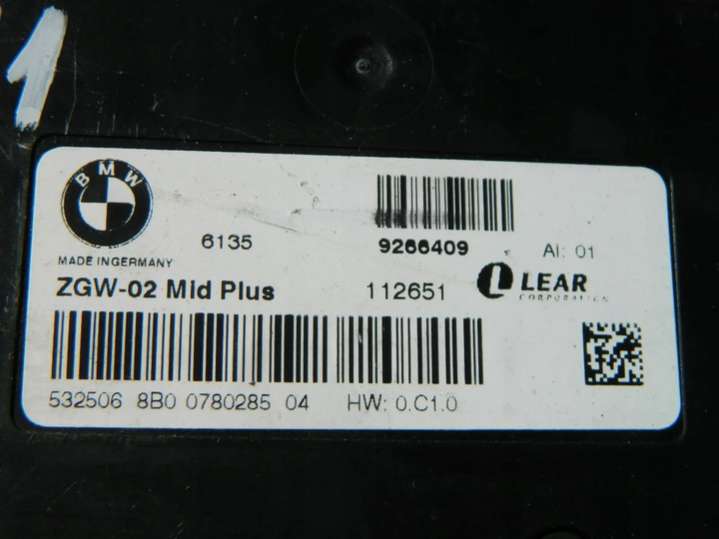 1
BMW
6135 9266409 AI: 01
MADE INGERMANY
ZGW-02 Mid Plus 112651 LEAR
CORPORATION
532506 8B0 0780285 04 HW: 0.C1.0